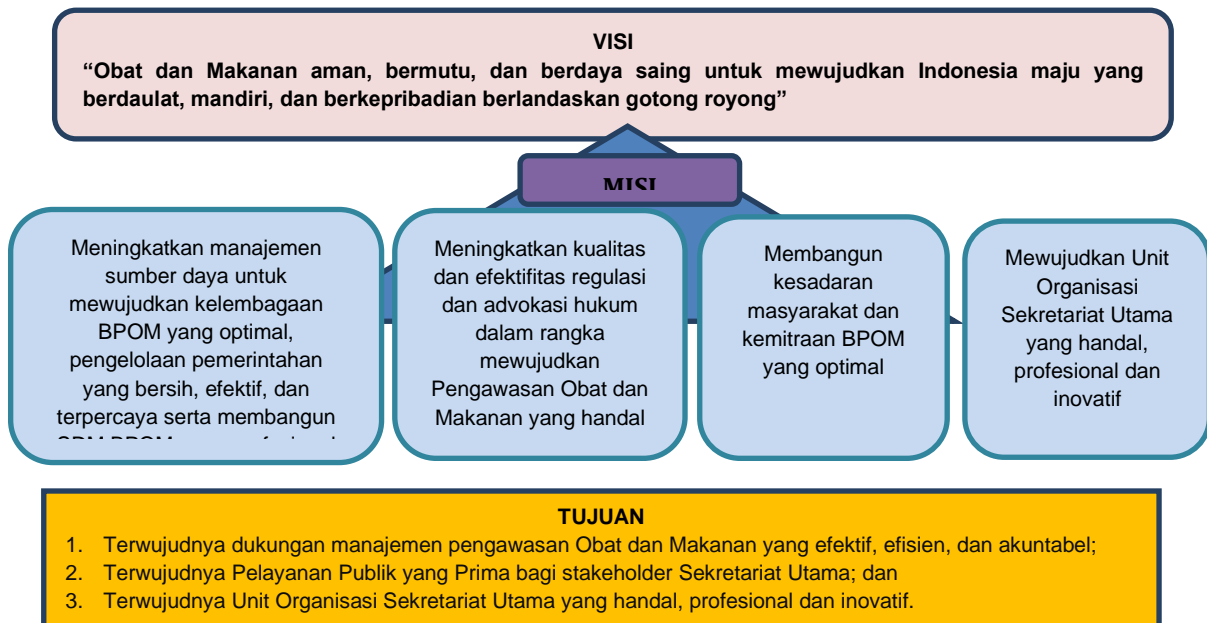 VISI
“Obat dan Makanan aman, bermutu, dan berdaya saing untuk mewujudkan Indonesia maju yang
berdaulat, mandiri, dan berkepribadian berlandaskan gotong royong”
MISI
Meningkatkan manajemen
sumber daya untuk
mewujudkan kelembagaan
BPOM yang optimal,
pengelolaan pemerintahan
yang bersih, efektif, dan
terpercaya serta membangun
Meningkatkan kualitas
dan efektifitas regulasi
dan advokasi hukum
dalam rangka
mewujudkan
Pengawasan Obat dan
Makanan yang handal
Membangun
kesadaran
masyarakat dan
kemitraan BPOM
yang optimal
Mewujudkan Unit
Organisasi
Sekretariat Utama
yang handal,
profesional dan
inovatif
TUJUAN
1. Terwujudnya dukungan manajemen pengawasan Obat dan Makanan yang efektif, efisien, dan akuntabel;
2. Terwujudnya Pelayanan Publik yang Prima bagi stakeholder Sekretariat Utama; dan
3. Terwujudnya Unit Organisasi Sekretariat Utama yang handal, profesional dan inovatif.